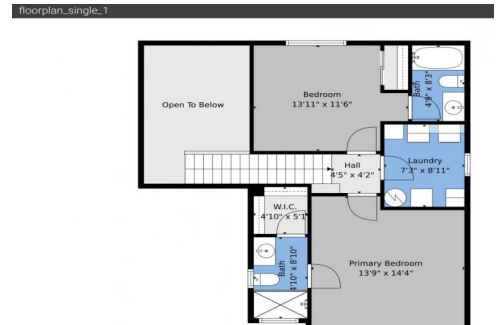 floorplan_single_1
Bedroom
13'11" x 11'6"
Bath
4'9" x 8'3"
Open To Below
Hall
4'5" x 4'2"
Laundry
7'3" x 8'11"
W.I.C.
4'10" x 5'1
Bath
4'10" x 8'10"
Primary Bedroom
13'9" x 14'4"